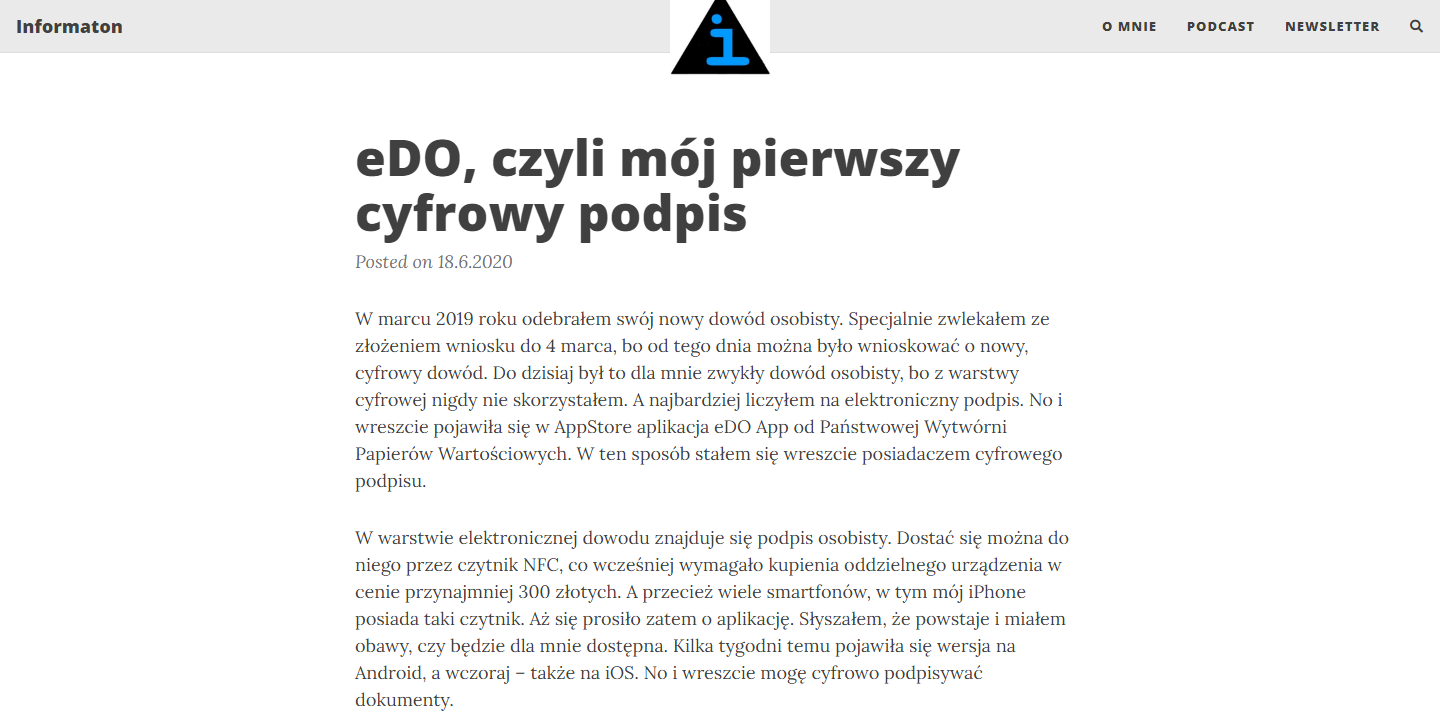 Informaton
i
O MNIE
PODCAST
NEWSLETTER
eDO, czyli mój pierwszy
cyfrowy podpis
Posted on 18.6.2020
W marcu 2019 roku odebrałem swój nowy dowód osobisty. Specjalnie zwlekałem ze
złożeniem wniosku do 4 marca, bo od tego dnia można było wnioskować o nowy,
cyfrowy dowód. Do dzisiaj był to dla mnie zwykły dowód osobisty, bo z warstwy
cyfrowej nigdy nie skorzystałem. A najbardziej liczyłem na elektroniczny podpis. No i
wreszcie pojawiła się w AppStore aplikacja eDO App od Państwowej Wytwórni
Papierów Wartościowych. W ten sposób stałem się wreszcie posiadaczem cyfrowego
podpisu.
W warstwie elektronicznej dowodu znajduje się podpis osobisty. Dostać się można do
niego przez czytnik NFC, co wcześniej wymagało kupienia oddzielnego urządzenia w
cenie przynajmniej 300 złotych. A przecież wiele smartfonów, w tym mój iPhone
posiada taki czytnik. Aż się prosiło zatem o aplikację. Słyszałem, że powstaje i miałem
obawy, czy będzie dla mnie dostępna. Kilka tygodni temu pojawiła się wersja na
Android, a wczoraj – także na iOS. No i wreszcie mogę cyfrowo podpisywać
dokumenty.